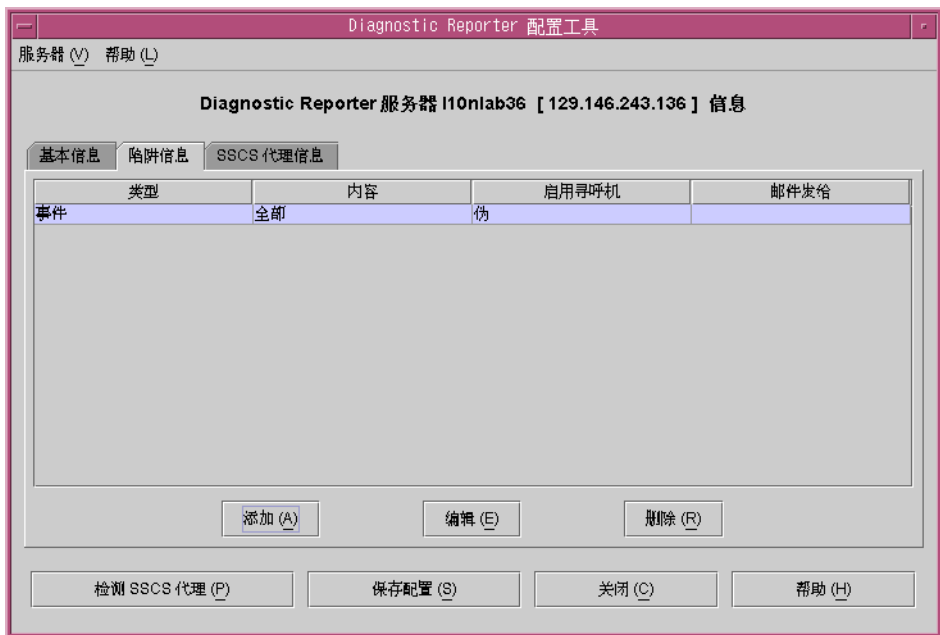 Diagnostic Reporter 配置工具
服务器 (V) 帮助 (L)
Diagnostic Reporter 服务器 l10nlab36 [ 129.146.243.136 ] 信息
基本信息 陷阱信息 SSCS 代理信息
类型 内容 启用寻呼机 邮件发给
事件 全部 伪
添加 (A) 编辑 (E) 删除 (R)
检测 SSCS 代理 (P) 保存配置 (S) 关闭 (C) 帮助 (H)